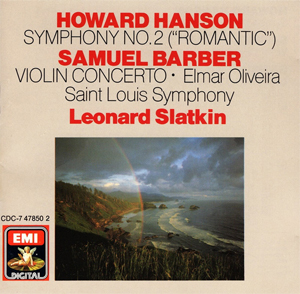 HOWARD HANSON
SYMPHONY NO. 2 ("ROMANTIC")
SAMUEL BARBER
VIOLIN CONCERTO · Elmar Oliveira
Saint Louis Symphony
Leonard Slatkin
CDC-7 47850 2
EMI
DIGITAL